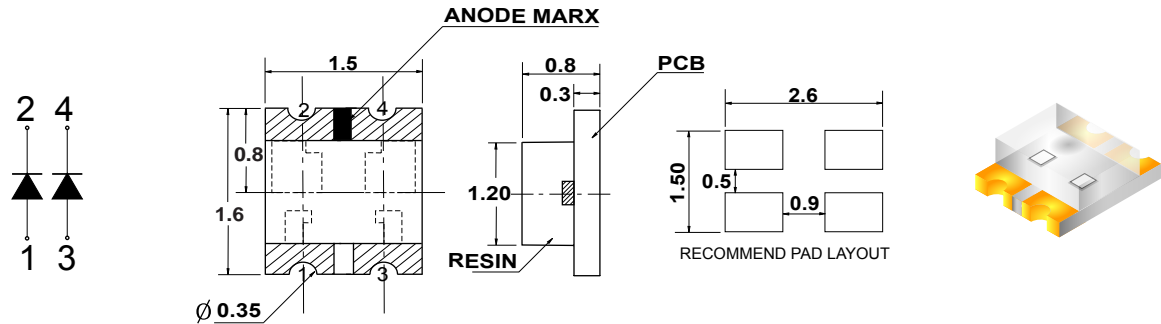 ANODE MARX
2 4
1 3
1.5
2 4
0.8
1.6
1 3
Ø 0.35
0.8
PCB
0.3
1.20
RESIN
2.6
1.50
0.5
0.9
RECOMMEND PAD LAYOUT